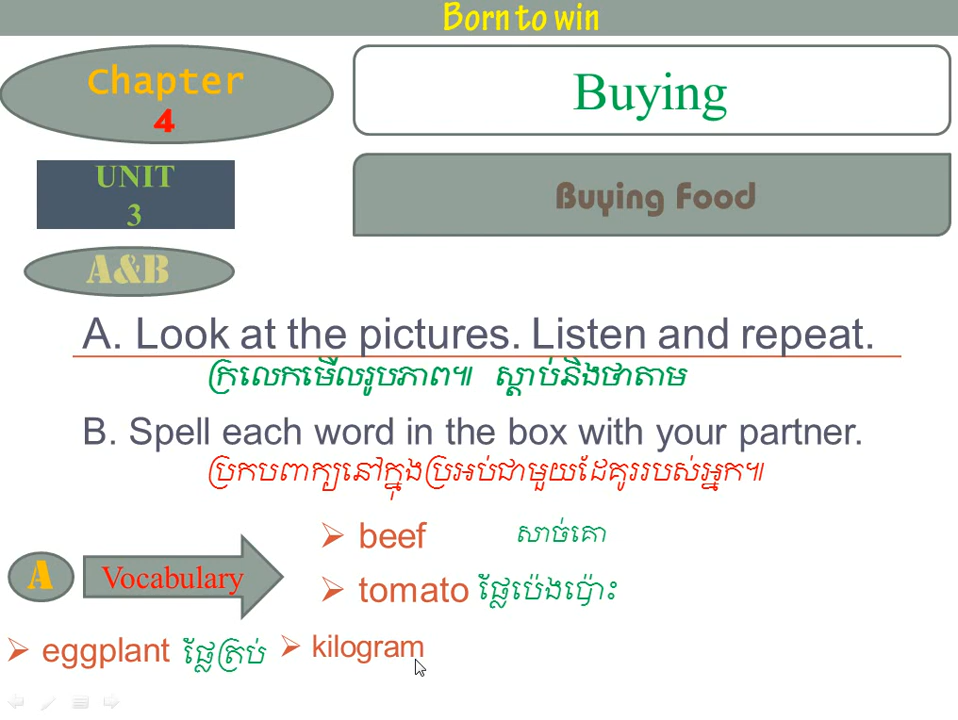 Born to win
Chapter
4
Buying
UNIT
3
Buying Food
A&B
A. Look at the pictures. Listen and repeat.
ក្រលេកមើលរូបភាព៕ ស្តាប់និងថាតាម
B. Spell each word in the box with your partner.
ប្រកបពាក្យនៅក្នុងប្រអប់ជាមួយដៃគូររបស់អ្នក៕
beef សាច់គោ
A Vocabulary
tomato ផ្លែប៉េងប៉ោះ
eggplant ផ្លែត្រប់
kilogram